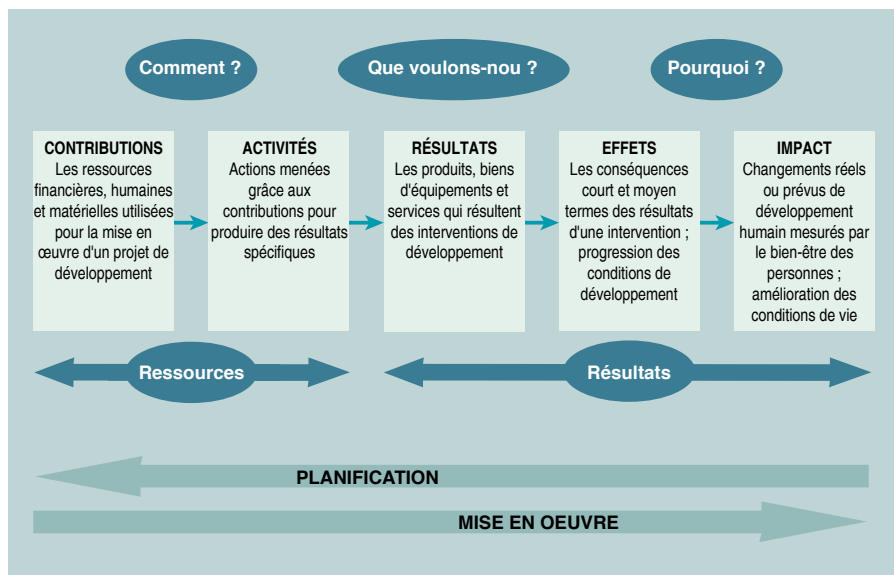 Comment ?
Que voulons-nou ?
Pourquoi ?
CONTRIBUTIONS
Les ressources
financières, humaines
et matérielles utilisées
pour la mise en
œuvre d'un projet de
développement
ACTIVITÉS
Actions menées
grâce aux
contributions pour
produire des résultats
spécifiques
RÉSULTATS
Les produits, biens
d'équipements et
services qui résultent
des interventions de
développement
EFFETS
Les conséquences
court et moyen
termes des résultats
d'une intervention ;
progression des
conditions de
développement
IMPACT
Changements réels
ou prévus de
développement
humain mesurés par
le bien-être des
personnes ;
amélioration des
conditions de vie
Ressources
Résultats
PLANIFICATION
MISE EN OEUVRE